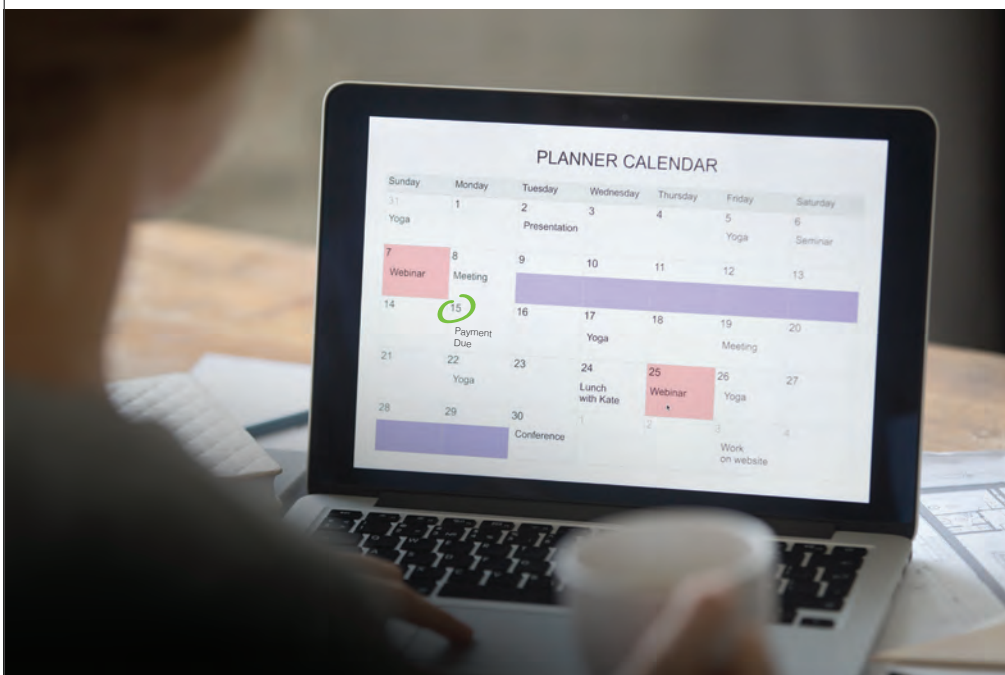 PLANNER CALENDAR
Sunday Monday Tuesday Wednesday Thursday Friday Saturday
31 1 2 3 4 5 6
Yoga Presentation Yoga Seminar
7 8 9 10 11 12 13
Webinar Meeting
14 15 16 17 18 19 20
Payment Yoga Meeting
Due
21 22 23 24 25 26 27
Yoga Lunch Webinar Yoga
with Kate
28 29 30 1 2 3 4
Conference Work
on website